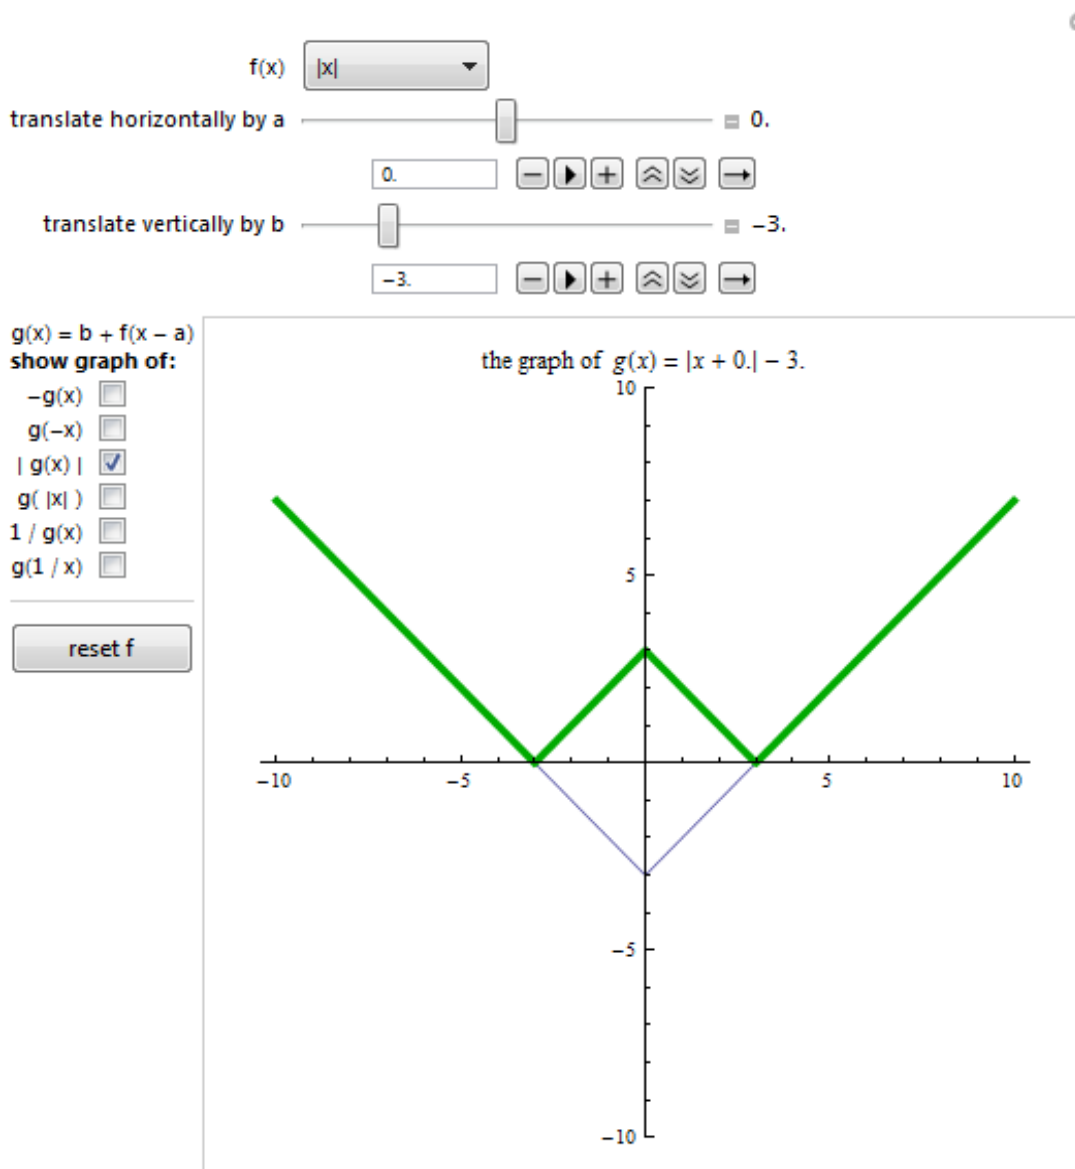 f(x) |x|
translate horizontally by a 0.
0.
translate vertically by b −3.
−3.
g(x) = b + f(x − a)
show graph of:
−g(x)
g(−x)
| g(x) |
g( |x| )
1 / g(x)
g(1 / x)
reset f
the graph of g(x) = |x + 0.| − 3.
10
5
−10 −5 5 10
−5
−10